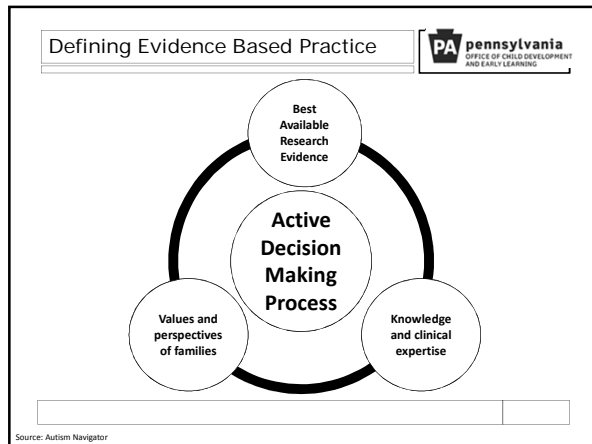 Defining Evidence Based Practice
PA pennsylvania
OFFICE OF CHILD DEVELOPMENT
AND EARLY LEARNING
Best
Available
Research
Evidence
Active
Decision
Making
Process
Values and
perspectives
of families
Knowledge
and clinical
expertise
Source: Autism Navigator